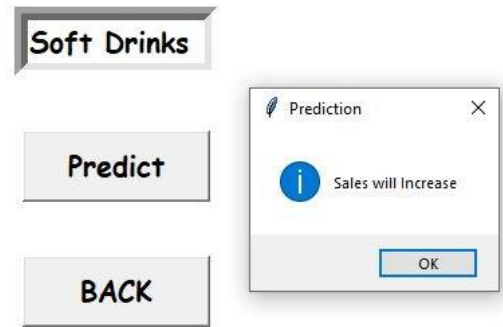 Soft Drinks
Predict
BACK
Prediction
Sales will Increase
OK